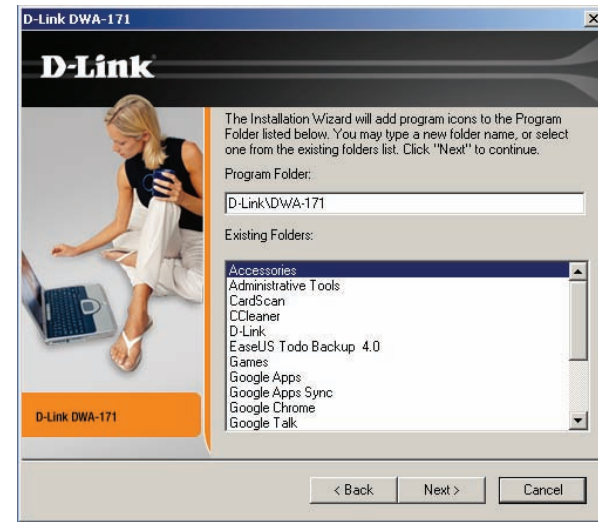 D-Link DWA-171
D-Link
The Installation Wizard will add program icons to the Program
Folder listed below. You may type a new folder name, or select
one from the existing folders list. Click "Next" to continue.
Program Folder:
D-Link\DWA-171
Existing Folders:
Accessories
Administrative Tools
CardScan
CCleaner
D-Link
EaseUS Todo Backup 4.0
Games
Google Apps
Google Apps Sync
Google Chrome
Google Talk
D-Link DWA-171
< Back
Next >
Cancel